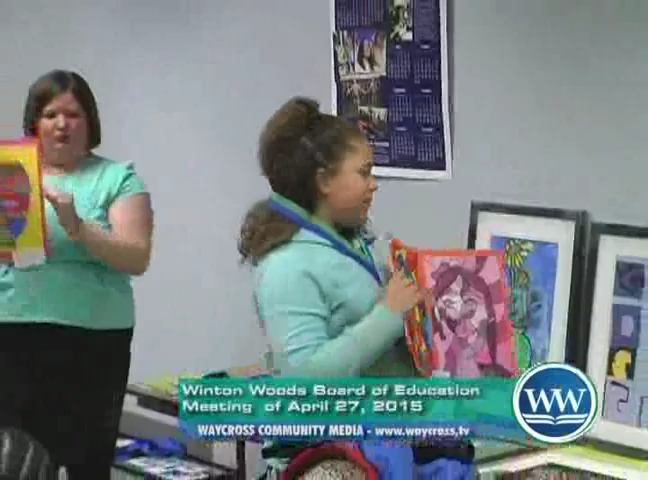 Winton Woods Board of Education
Meeting of April 27, 2015
WAYCROSS COMMUNITY MEDIA - www.waycross.tv
WW